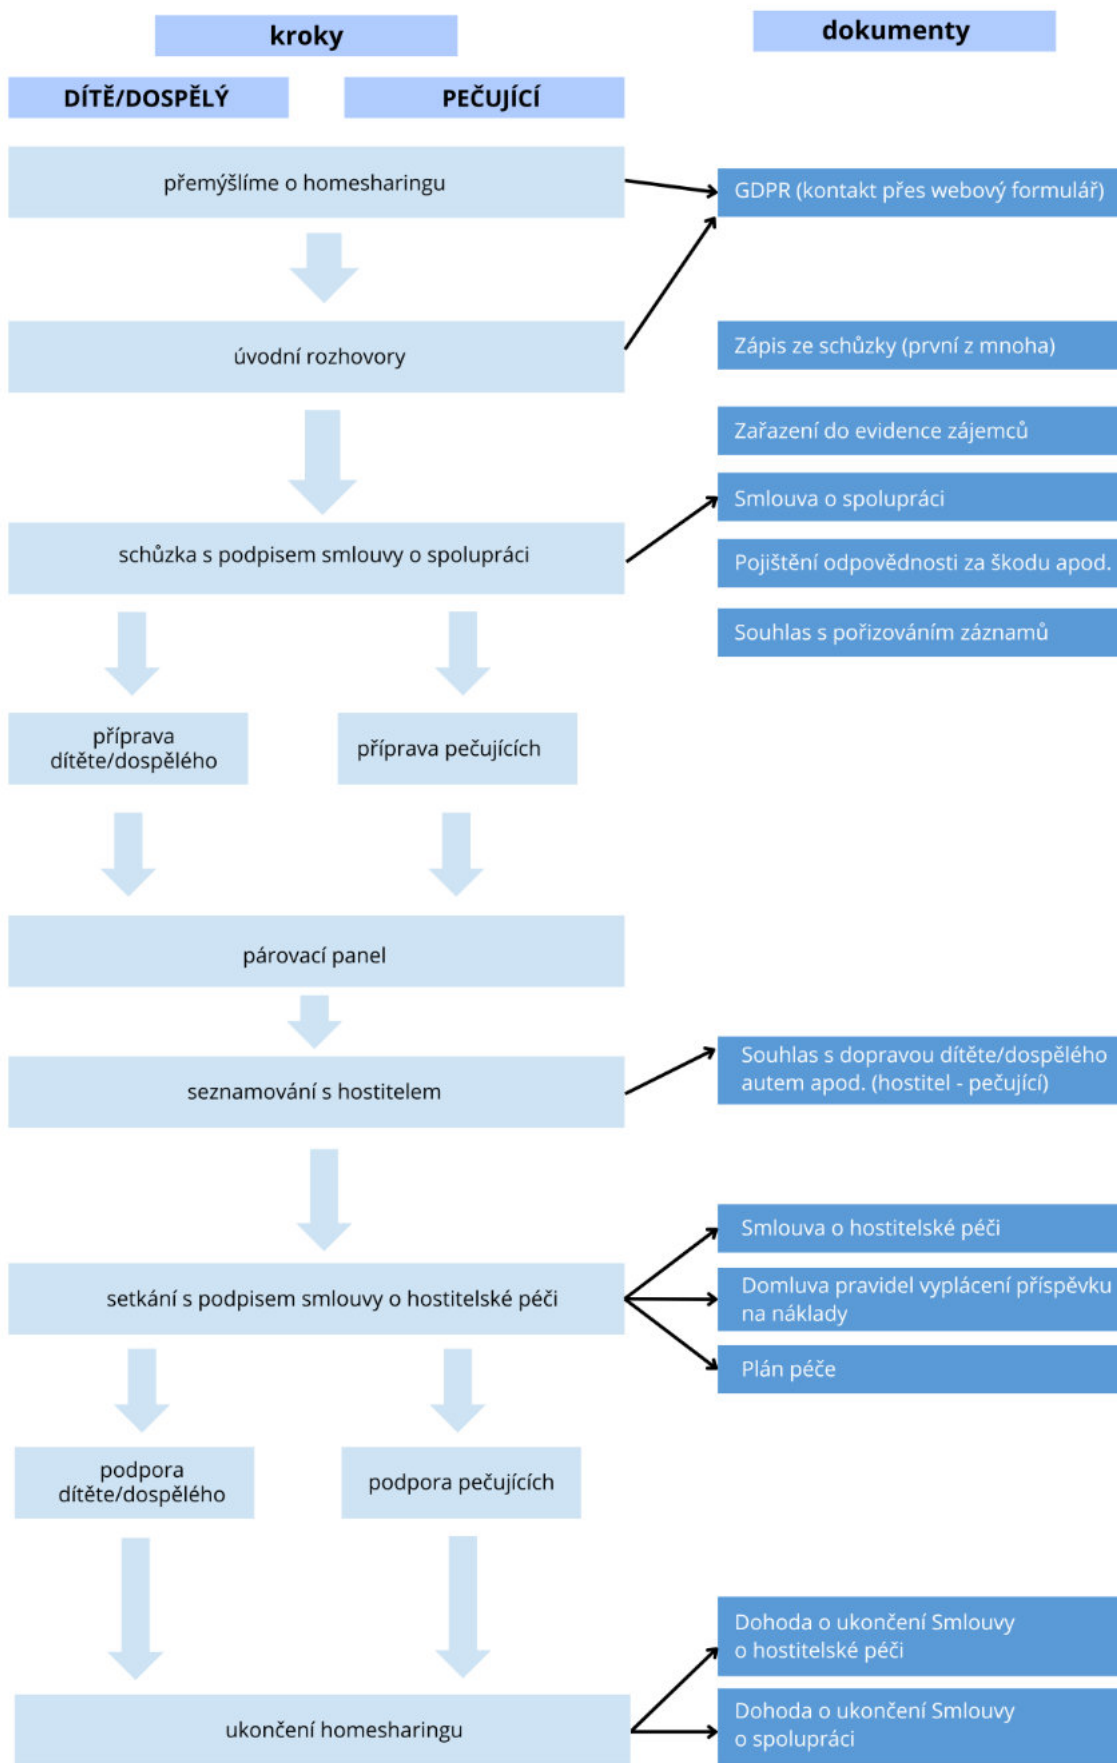 kroky
dokumenty
DÍTĚ/DOSPĚLÝ
PEČUJÍCÍ
přemýšlíme o homesharingu
GDPR (kontakt přes webový formulář)
úvodní rozhovory
Zápis ze schůzky (první z mnoha)
Zařazení do evidence zájemců
Smlouva o spolupráci
schůzka s podpisem smlouvy o spolupráci
Pojištění odpovědnosti za škodu apod.
Souhlas s pořizováním záznamů
příprava
dítěte/dospělého
příprava pečujících
párovací panel
seznamování s hostitelem
Souhlas s dopravou dítěte/dospělého
autem apod. (hostitel - pečující)
Smlouva o hostitelské péči
setkání s podpisem smlouvy o hostitelské péči
Domluva pravidel vyplácení příspěvku
na náklady
Plán péče
podpora
dítěte/dospělého
podpora pečujících
Dohoda o ukončení Smlouvy
o hostitelské péči
ukončení homesharingu
Dohoda o ukončení Smlouvy
o spolupráci